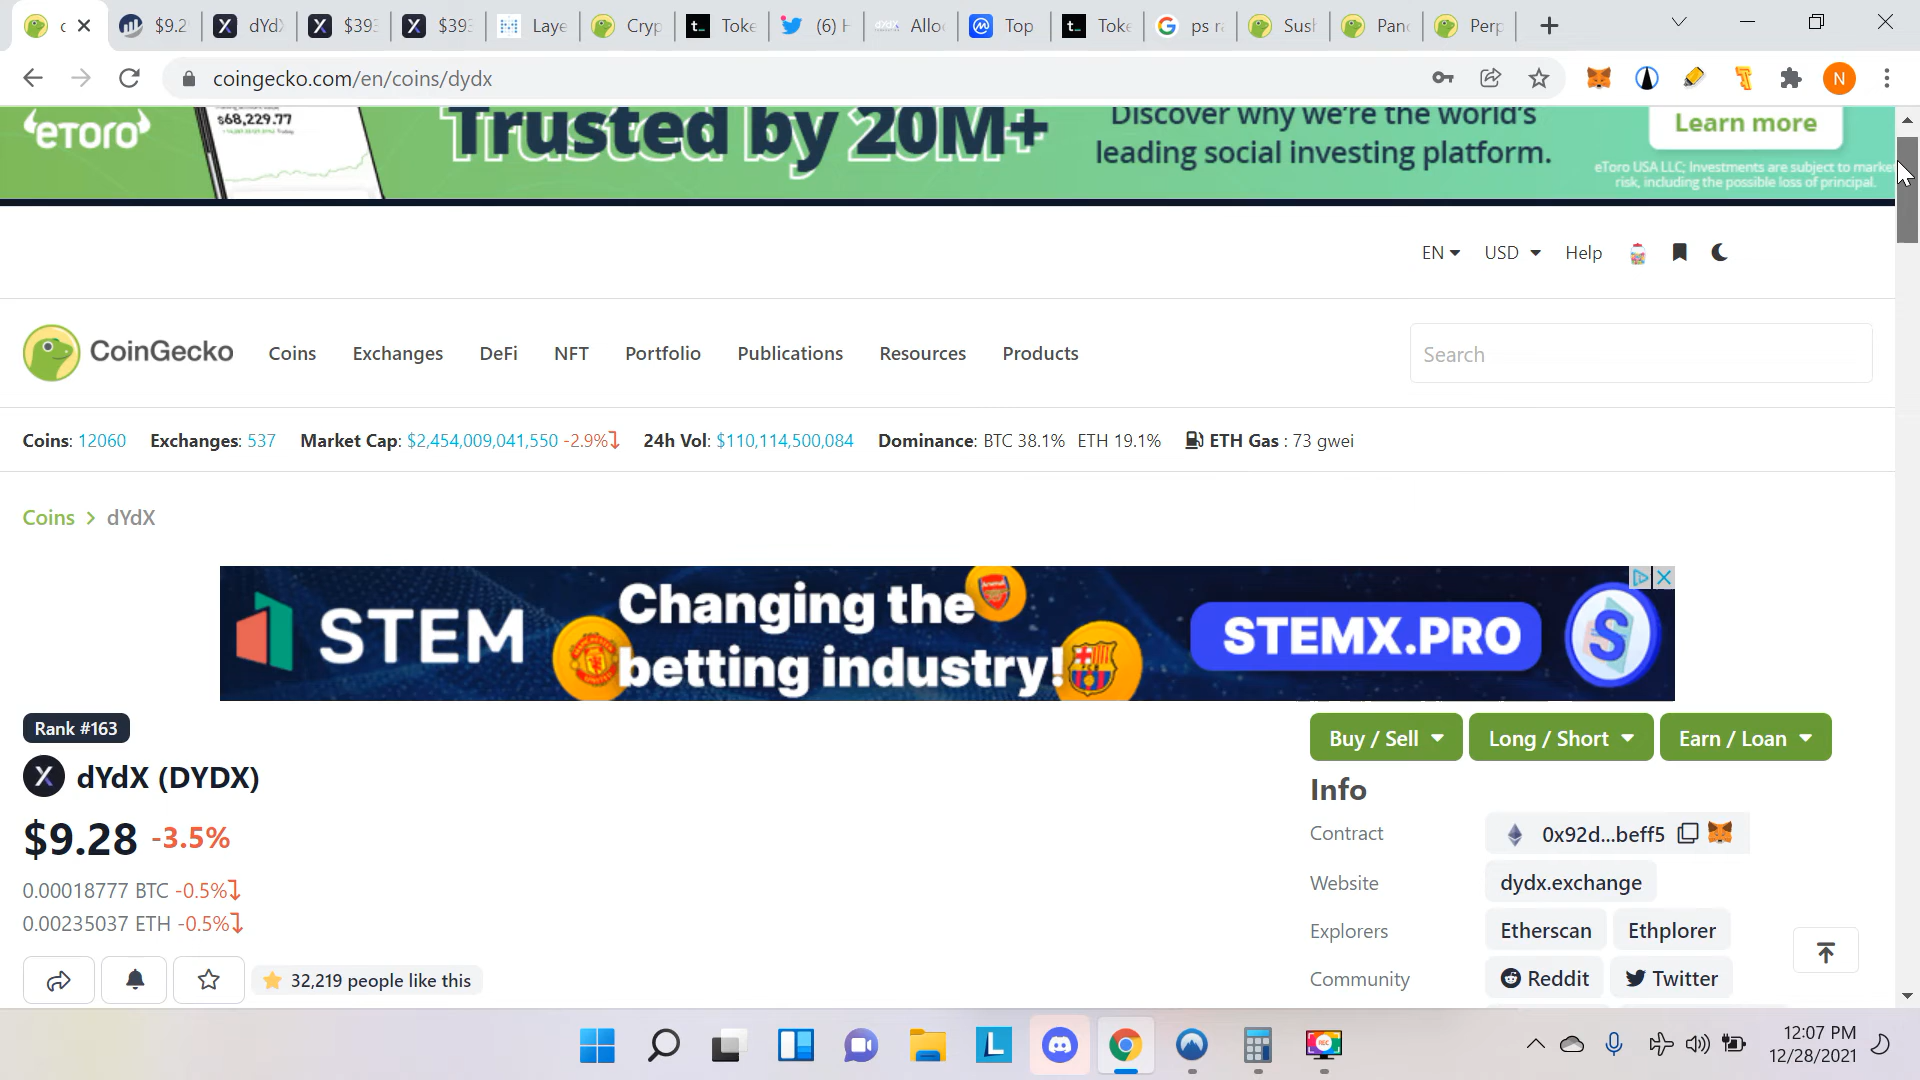 $9.2
dYdX
$393
$393
Laye
Cryp
Toke
(6) H
Allo
Top
Toke
ps ra
Sush
Panc
Perp
coingecko.com/en/coins/dydx
N
eToro
$68,229.77
Trusted by 20M+
Discover why we're the world's
leading social investing platform.
Learn more
eToro USA LLC; Investments are subject to market
risk, including the possible loss of principal.
EN
USD
Help
CoinGecko
Coins
Exchanges
DeFi
NFT
Portfolio
Publications
Resources
Products
Search
Coins: 12060 Exchanges: 537 Market Cap: $2,454,009,041,550 -2.9% 24h Vol: $110,114,500,084 Dominance: BTC 38.1% ETH 19.1% ETH Gas : 73 gwei
Coins > dYdX
STEM
Changing the
betting industry!
STEMX.PRO
Rank #163
Buy / Sell
Long / Short
Earn / Loan
dYdX (DYDX)
Info
$9.28 -3.5%
Contract
0x92d...beff5
0.00018777 BTC -0.5%
Website
dydx.exchange
0.00235037 ETH -0.5%
Explorers
Etherscan
Ethplorer
32,219 people like this
Community
Reddit
Twitter
L
REC
12:07 PM
12/28/2021